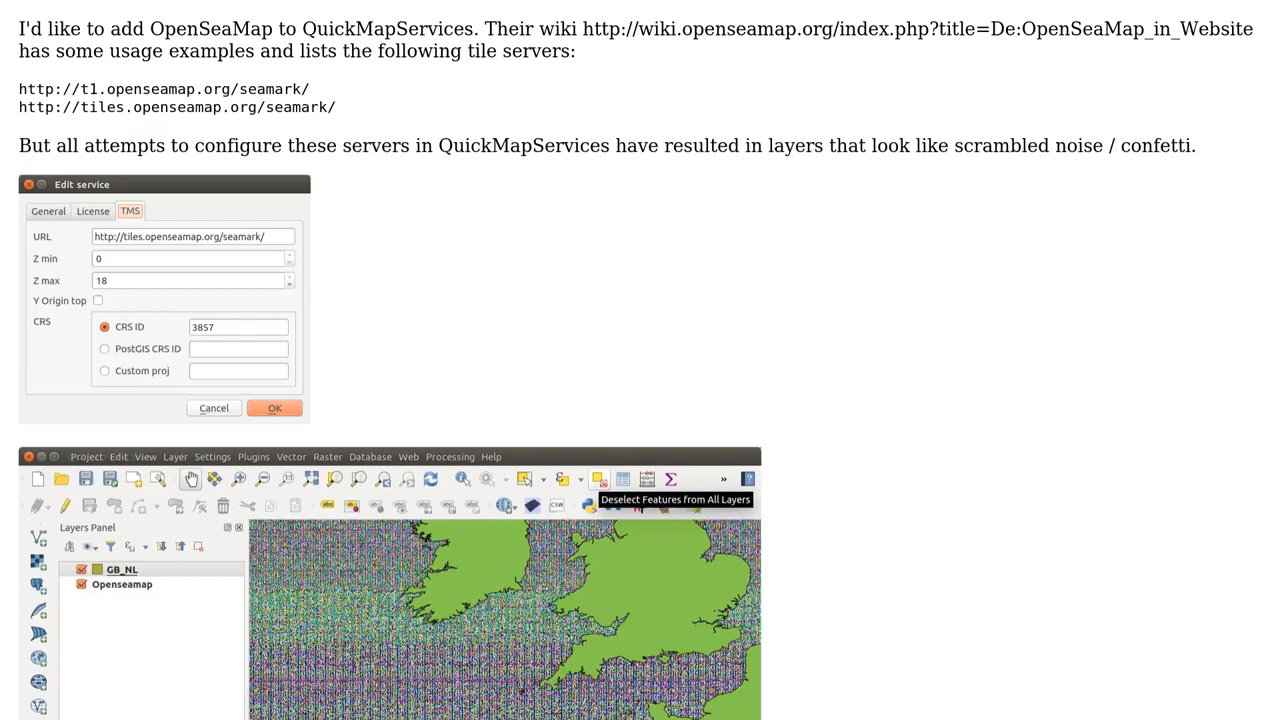 I'd like to add OpenSeaMap to QuickMapServices. Their wiki http://wiki.openseamap.org/index.php?title=De:OpenSeaMap_in_Website
has some usage examples and lists the following tile servers:
http://t1.openseamap.org/seamark/
http://tiles.openseamap.org/seamark/
But all attempts to configure these servers in QuickMapServices have resulted in layers that look like scrambled noise / confetti.
Edit service
General License TMS
URL http://tiles.openseamap.org/seamark/
Z min 0
Z max 18
Y Origin top
CRS
CRS ID 3857
PostGIS CRS ID
Custom proj
Cancel OK
Project Edit View Layer Settings Plugins Vector Raster Database Web Processing Help
Deselect Features from All Layers
Layers Panel
GB_NL
Openseamap